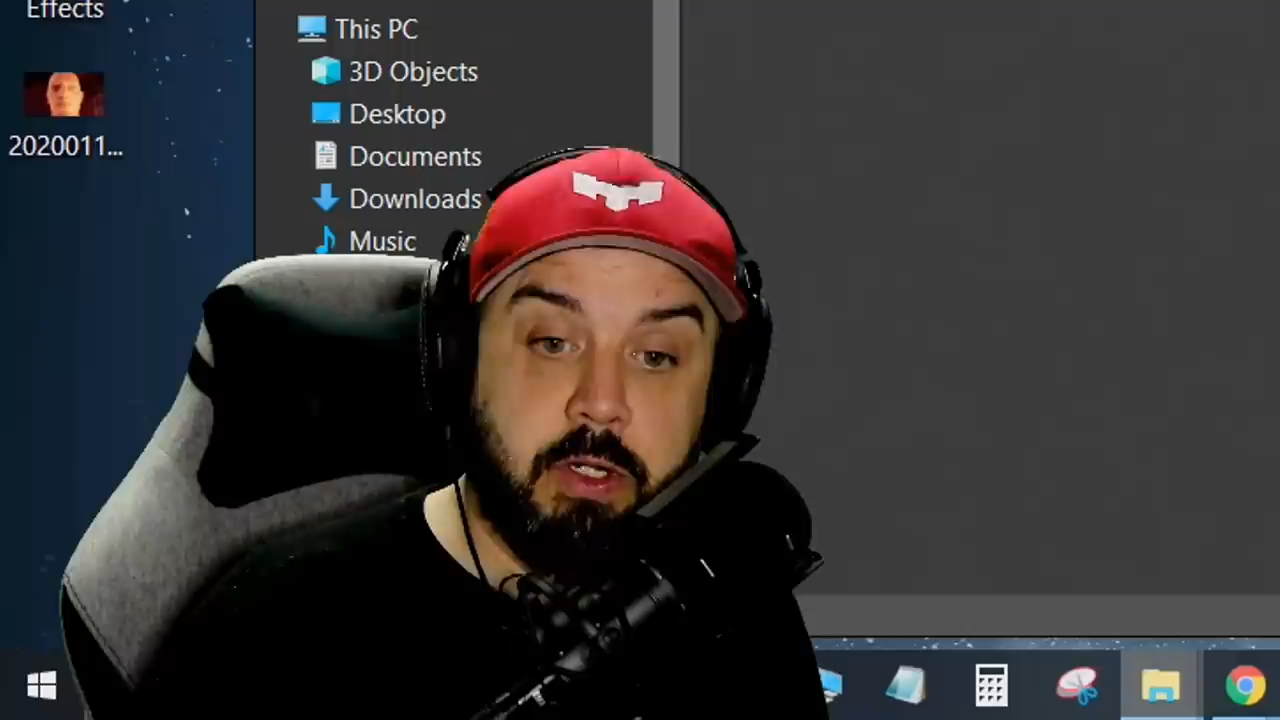 Effects
2020011...
This PC
3D Objects
Desktop
Documents
Downloads
Music